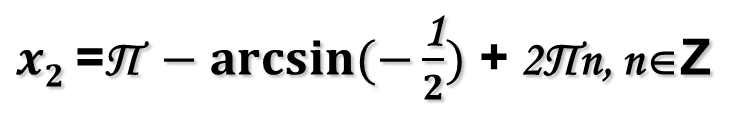 x₂ = π − arcsin(−1/2) + 2πn, n∈Z